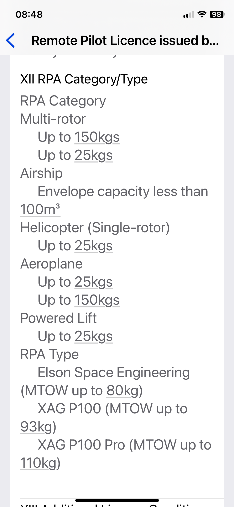 08:48
98
Remote Pilot Licence issued b...
XII RPA Category/Type
RPA Category
Multi-rotor
Up to 150kgs
Up to 25kgs
Airship
Envelope capacity less than
100m³
Helicopter (Single-rotor)
Up to 25kgs
Aeroplane
Up to 25kgs
Up to 150kgs
Powered Lift
Up to 25kgs
RPA Type
Elson Space Engineering
(MTOW up to 80kg)
XAG P100 (MTOW up to
93kg)
XAG P100 Pro (MTOW up to
110kg)